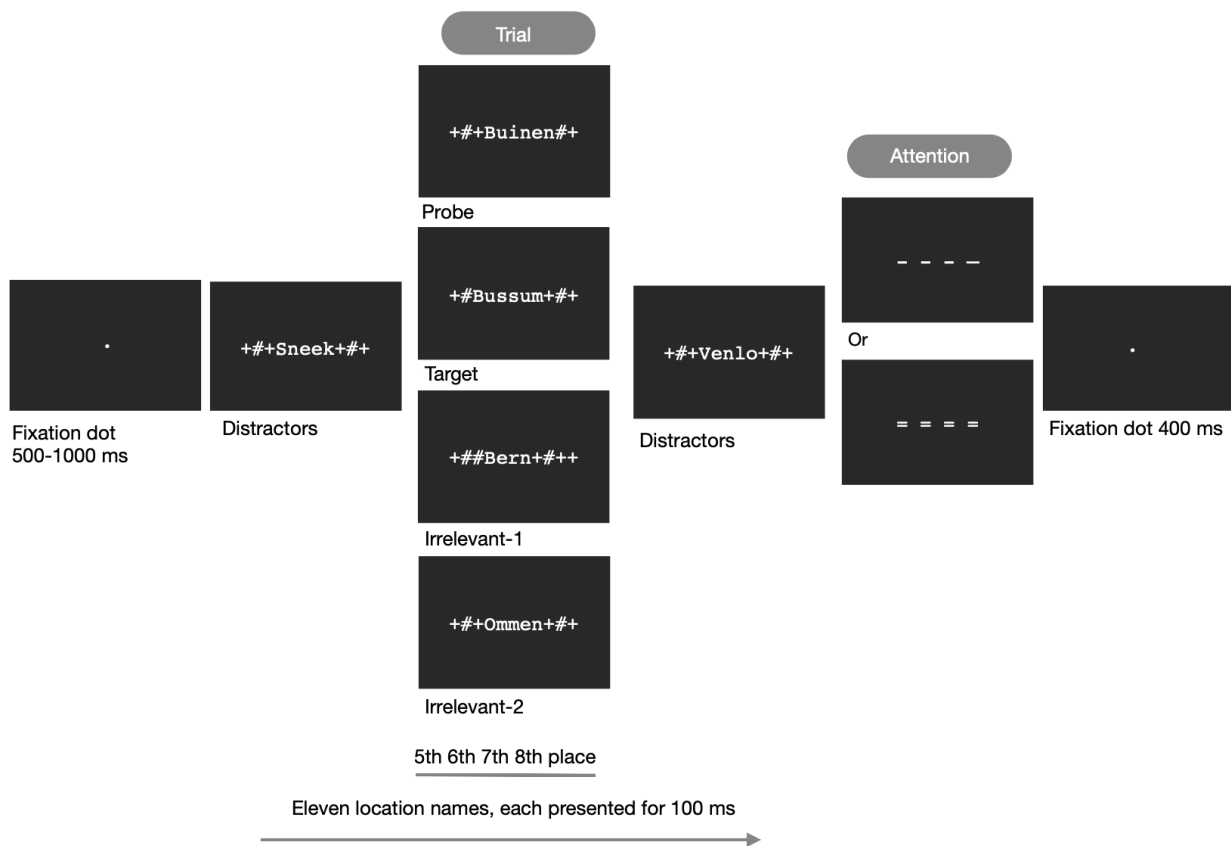 Trial
+#+Buinen#+
Probe
Attention
+#Bussum+#+
– – – –
+#+Sneek+#+
+#+Venlo+#+
Or
Target
Fixation dot
500-1000 ms
Distractors
Distractors
= = = =
Fixation dot 400 ms
+##Bern+#++
Irrelevant-1
+#+Ommen+#+
Irrelevant-2
5th 6th 7th 8th place
Eleven location names, each presented for 100 ms